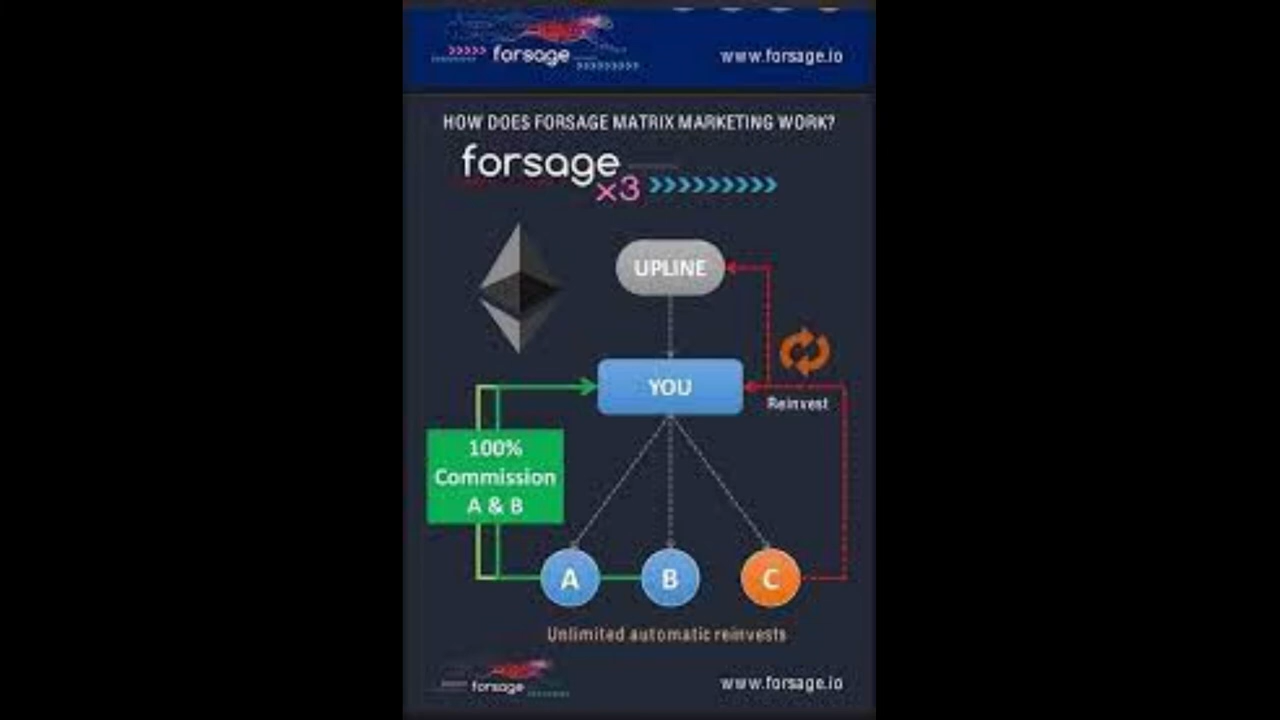 forsage
www.forsage.io
HOW DOES FORSAGE MATRIX MARKETING WORK?
forsage
x3
UPLINE
YOU
Reinvest
100%
Commission
A & B
A
B
C
Unlimited automatic reinvests
forsage
www.forsage.io